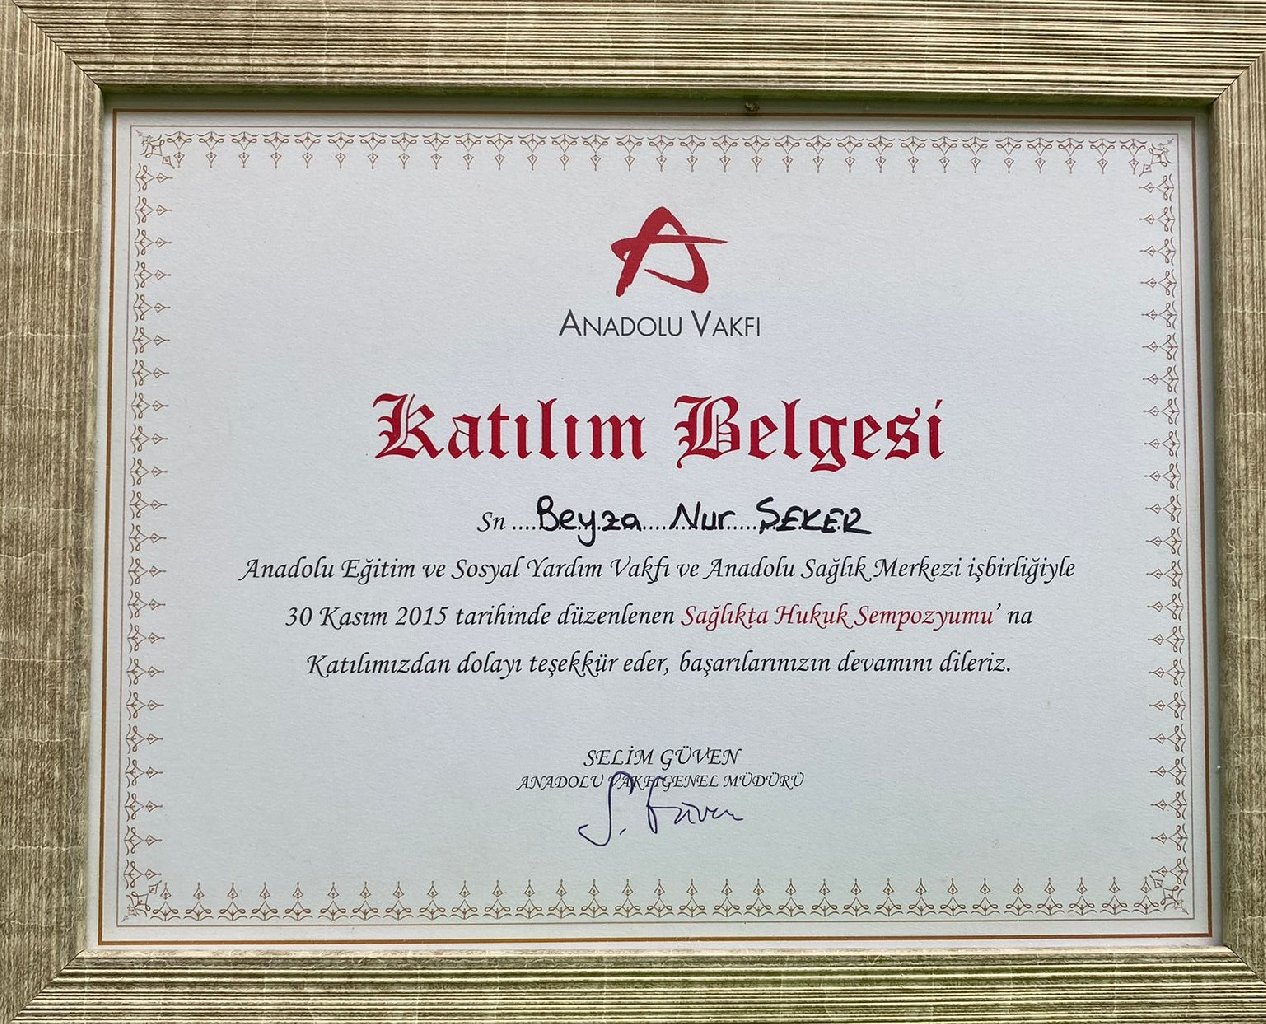 ANADOLU VAKFI
Katılım Belgesi
Sn ..... Beyza Nur ŞEKER
Anadolu Eğitim ve Sosyal Yardım Vakfı ve Anadolu Sağlık Merkezi işbirliğiyle
30 Kasım 2015 tarihinde düzenlenen Sağlıkta Hukuk Sempozyumu’ na
Katılımızdan dolayı teşekkür eder, başarılarınızın devamını dileriz.
SELİM GÜVEN
ANADOLU VAKFI GENEL MÜDÜRÜ
S. Güven